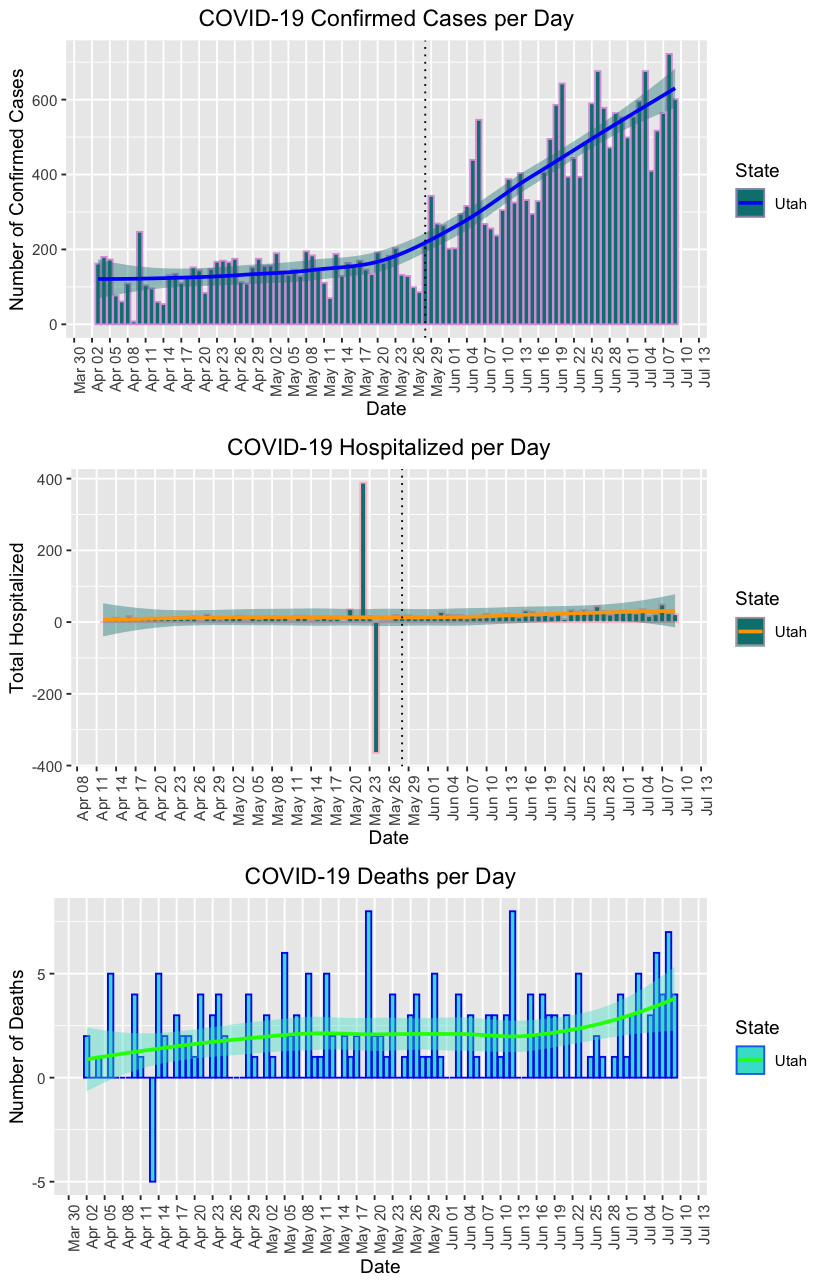 COVID-19 Confirmed Cases per Day
Number of Confirmed Cases
600
400
200
0
Mar 30
Apr 02
Apr 05
Apr 08
Apr 11
Apr 14
Apr 17
Apr 20
Apr 23
Apr 26
Apr 29
May 02
May 05
May 08
May 11
May 14
May 17
May 20
May 23
May 26
May 29
Jun 01
Jun 04
Jun 07
Jun 10
Jun 13
Jun 16
Jun 19
Jun 22
Jun 25
Jun 28
Jul 01
Jul 04
Jul 07
Jul 10
Jul 13
Date
State
Utah
COVID-19 Hospitalized per Day
Total Hospitalized
400
200
0
-200
-400
Apr 08
Apr 11
Apr 14
Apr 17
Apr 20
Apr 23
Apr 26
Apr 29
May 02
May 05
May 08
May 11
May 14
May 17
May 20
May 23
May 26
May 29
Jun 01
Jun 04
Jun 07
Jun 10
Jun 13
Jun 16
Jun 19
Jun 22
Jun 25
Jun 28
Jul 01
Jul 04
Jul 07
Jul 10
Jul 13
Date
State
Utah
COVID-19 Deaths per Day
Number of Deaths
5
0
-5
Mar 30
Apr 02
Apr 05
Apr 08
Apr 11
Apr 14
Apr 17
Apr 20
Apr 23
Apr 26
Apr 29
May 02
May 05
May 08
May 11
May 14
May 17
May 20
May 23
May 26
May 29
Jun 01
Jun 04
Jun 07
Jun 10
Jun 13
Jun 16
Jun 19
Jun 22
Jun 25
Jun 28
Jul 01
Jul 04
Jul 07
Jul 10
Jul 13
Date
State
Utah